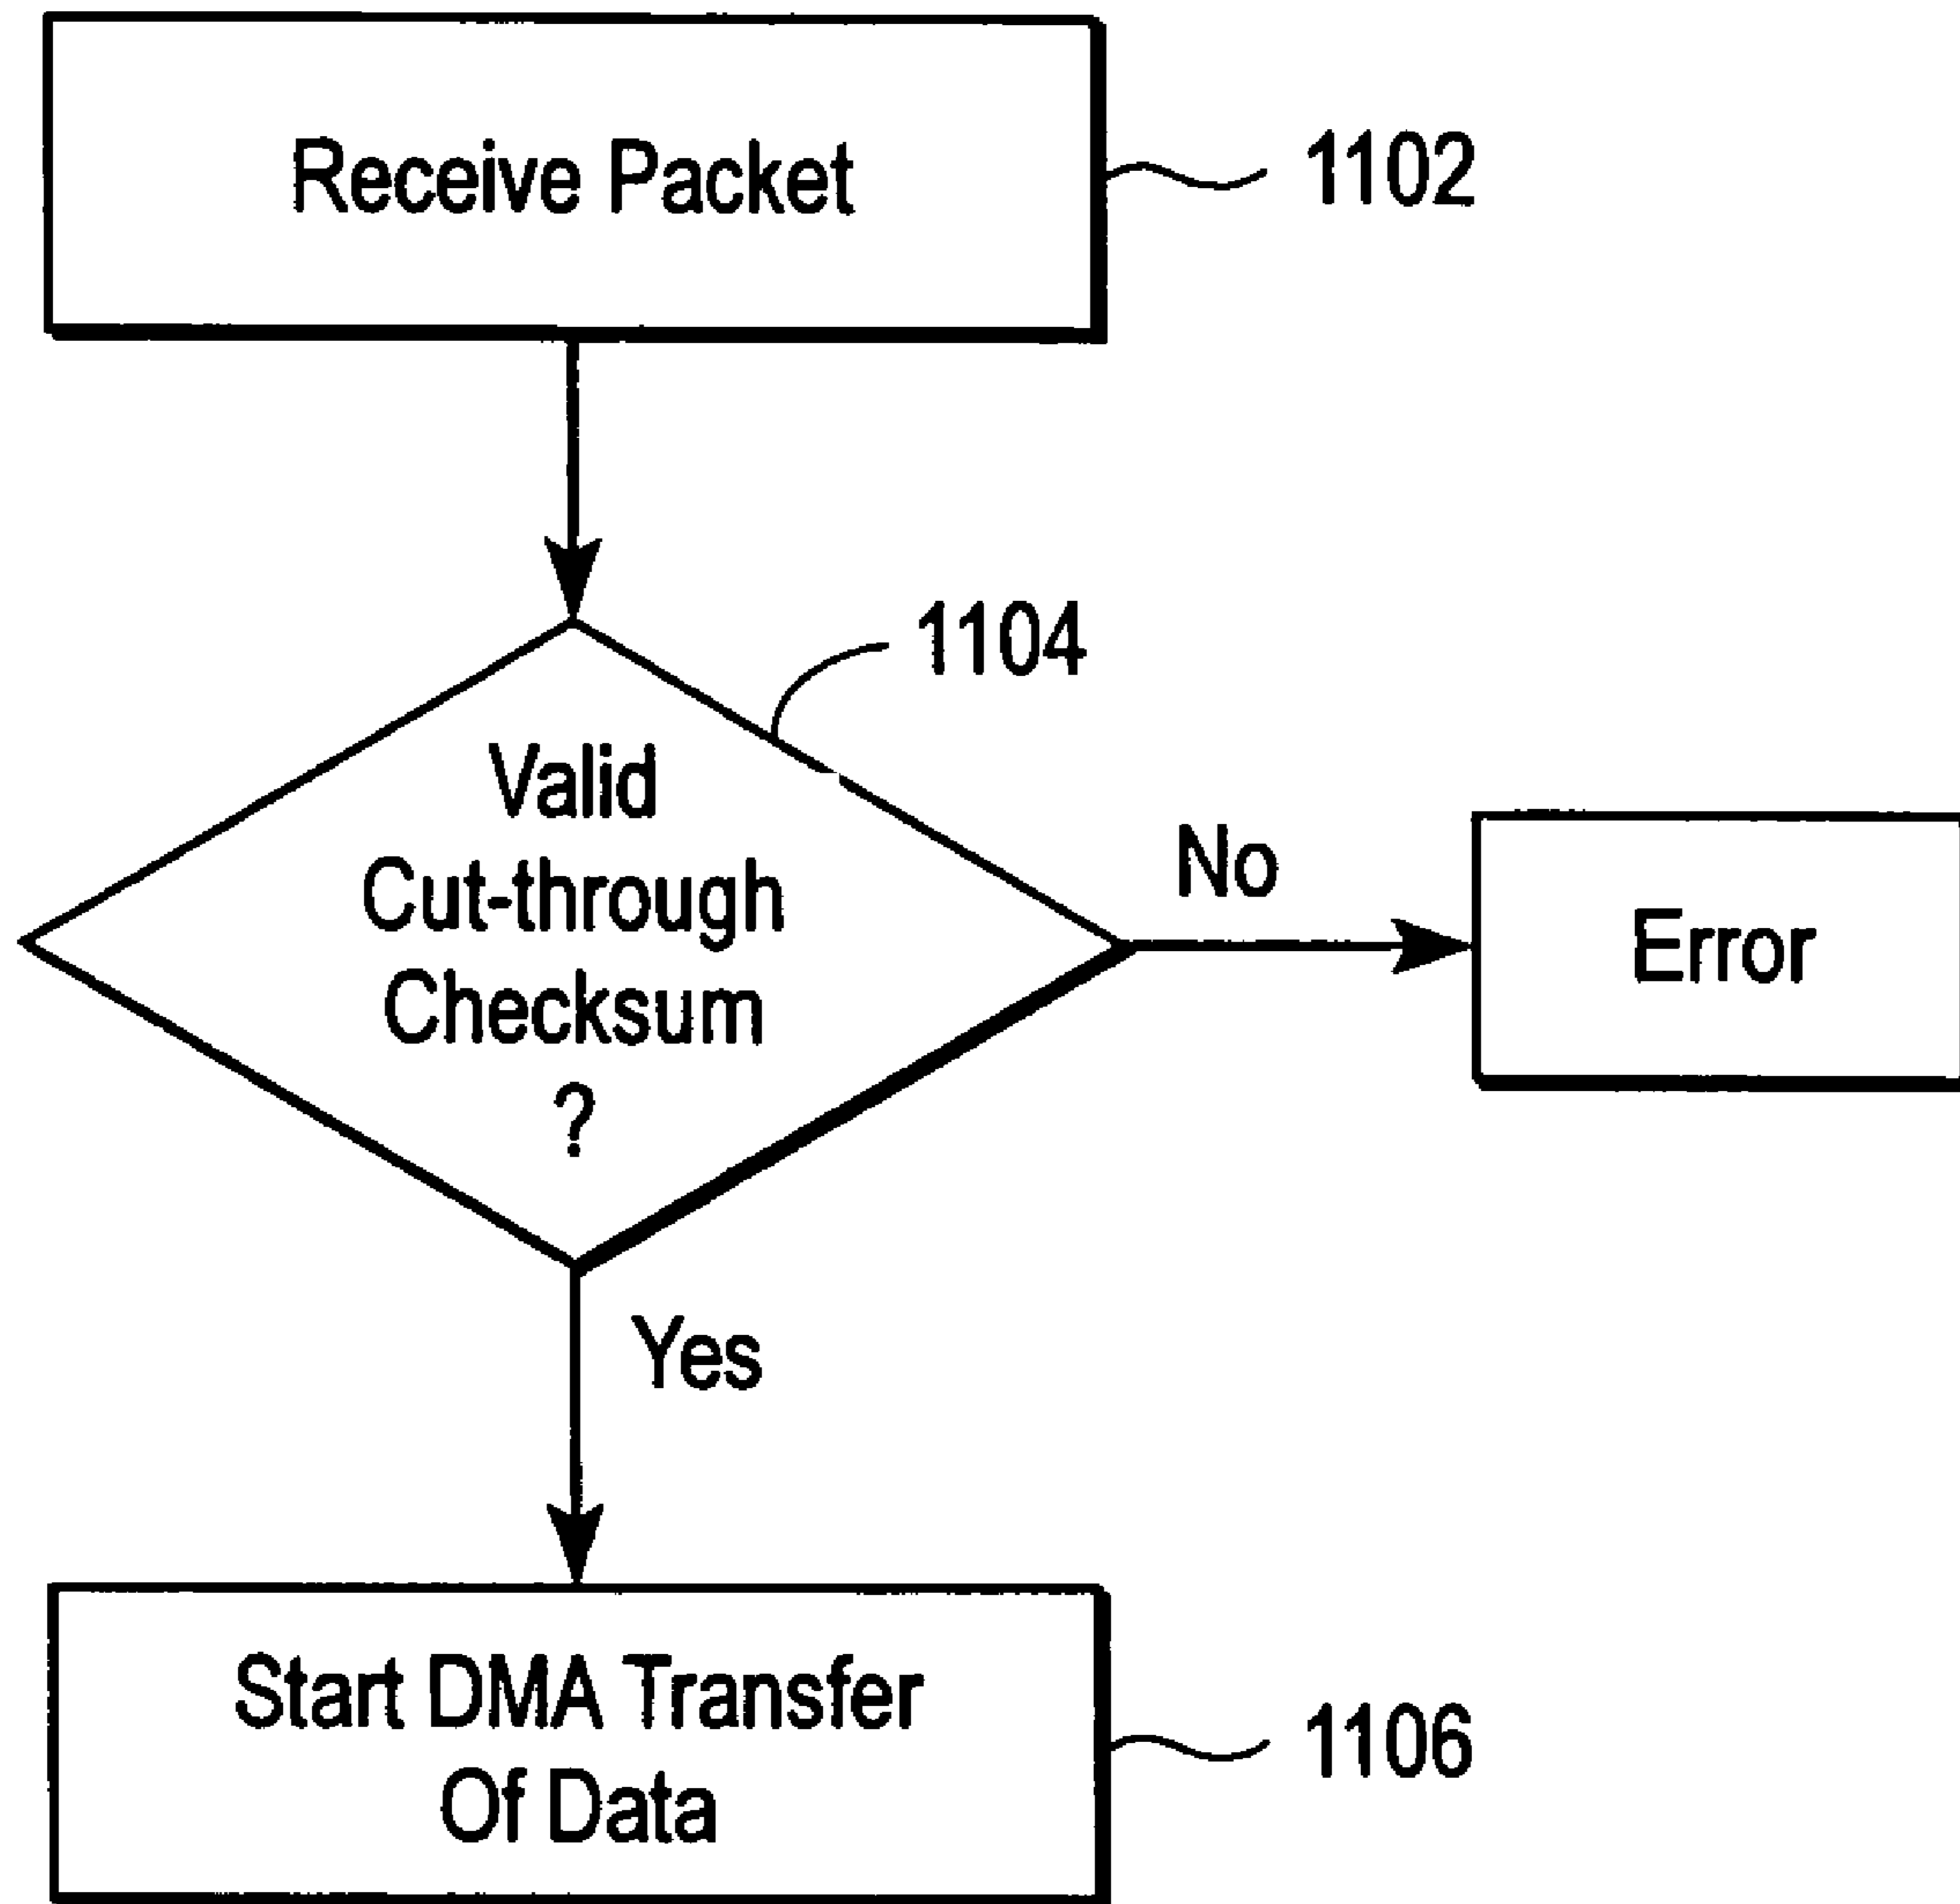 Receive Packet
1102
1104
Valid
Cut-through
Checksum
?
No
Error
Yes
Start DMA Transfer
Of Data
1106